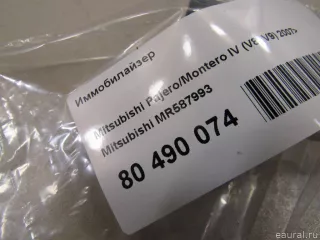 Иммобилайзер
Mitsubishi Pajero/Montero IV (V8, V9) 2007>
Mitsubishi MR587993
80 490 074
eaural.ru